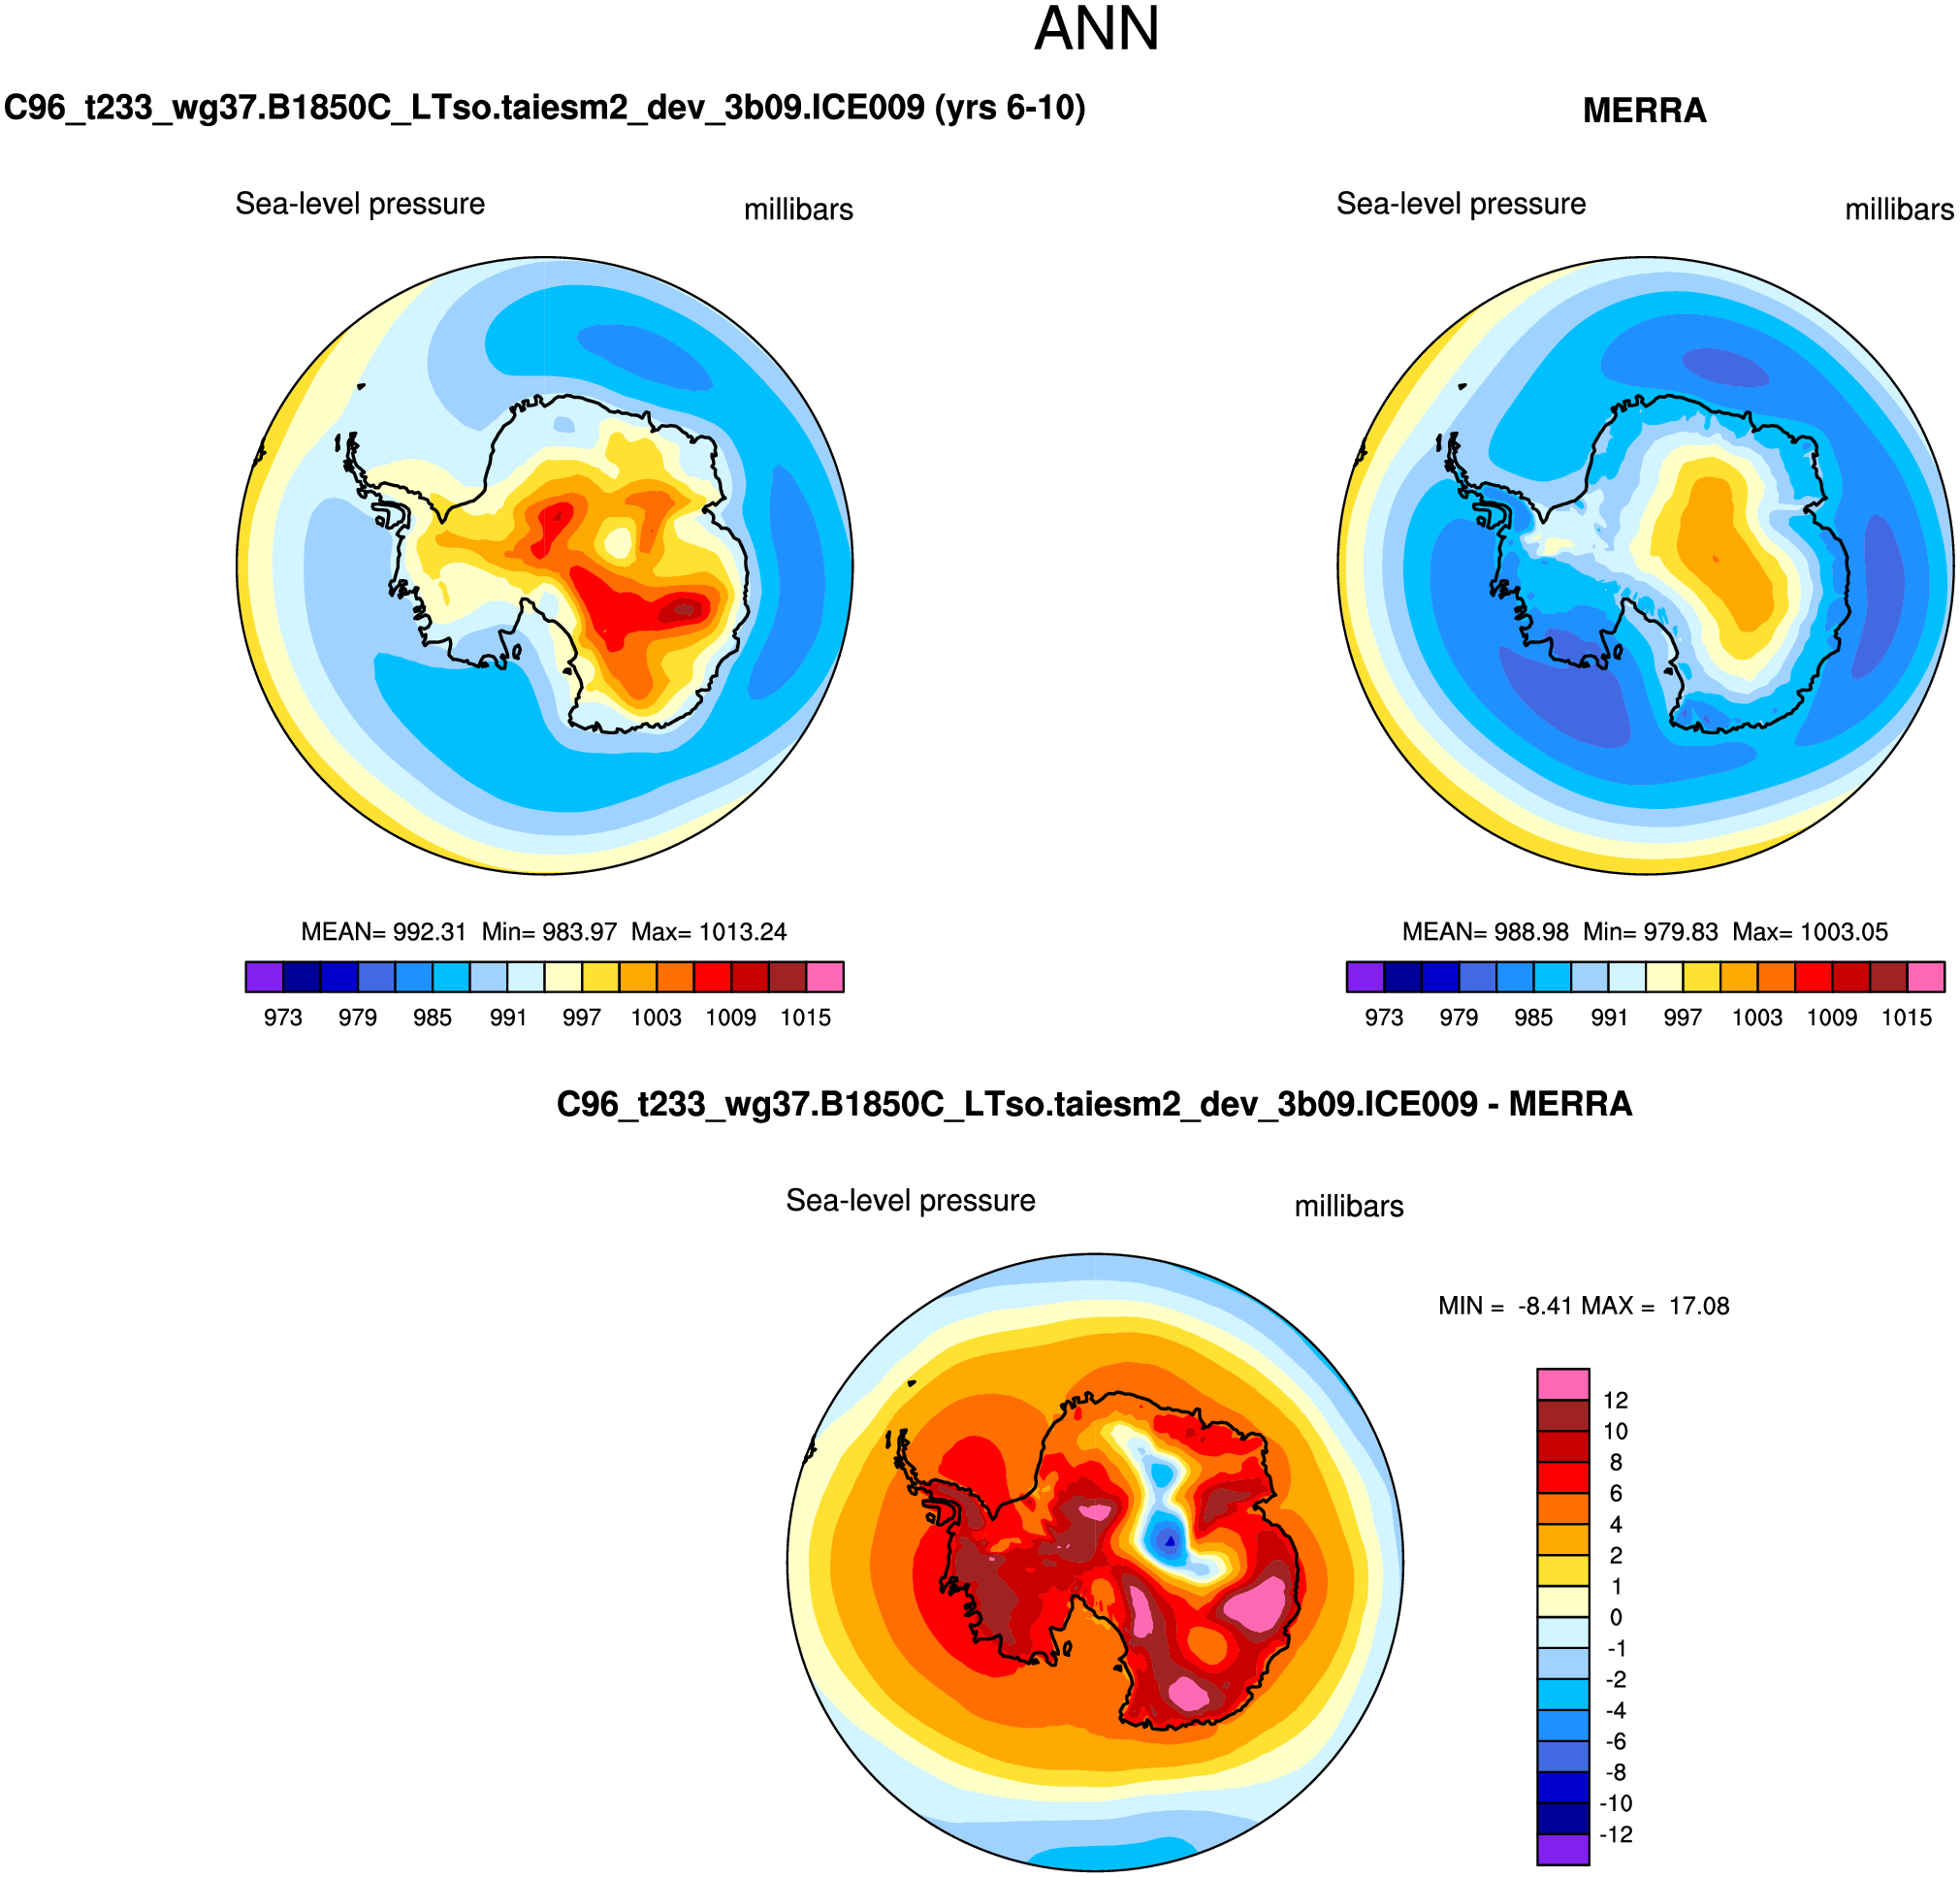 ANN
C96_t233_wg37.B1850C_LTso.taiesm2_dev_3b09.ICE009 (yrs 6-10)
MERRA
Sea-level pressure millibars
Sea-level pressure millibars
MEAN= 992.31 Min= 983.97 Max= 1013.24
MEAN= 988.98 Min= 979.83 Max= 1003.05
973 979 985 991 997 1003 1009 1015
973 979 985 991 997 1003 1009 1015
C96_t233_wg37.B1850C_LTso.taiesm2_dev_3b09.ICE009 - MERRA
Sea-level pressure millibars
MIN = -8.41 MAX = 17.08
12
10
8
6
4
2
1
0
-1
-2
-4
-6
-8
-10
-12